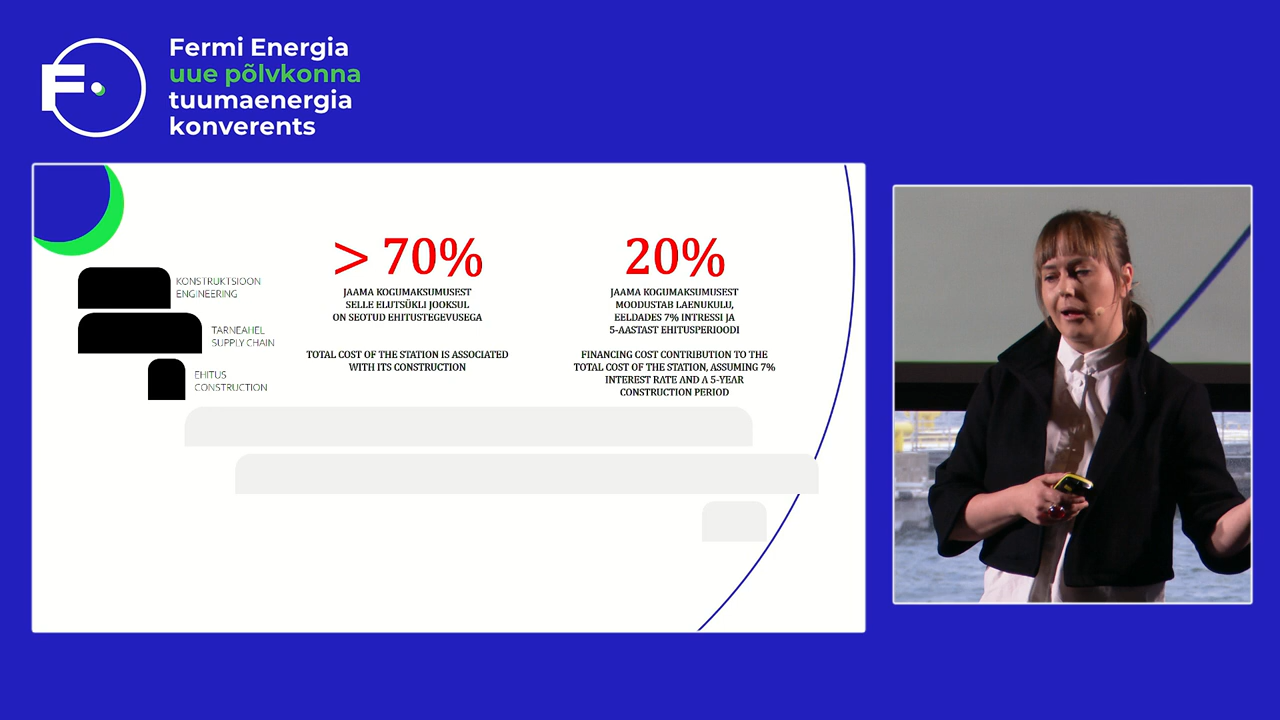 Fermi Energia
uue põlvkonna
tuumaenergia
konverents
KONSTRUKTSIOON
ENGINEERING
TARNEAHEL
SUPPLY CHAIN
EHITUS
CONSTRUCTION
> 70%
JAAMA KOGUMAKSUMUSEST
SELLE ELUTSÜKLI JOOKSUL
ON SEOTUD EHITUSTEGEVUSEGA
TOTAL COST OF THE STATION IS ASSOCIATED
WITH ITS CONSTRUCTION
20%
JAAMA KOGUMAKSUMUSEST
MOODUSTAB LAENUKULU,
EELDADES 7% INTRESSI JA
5-AASTAST EHITUSPERIOODI
FINANCING COST CONTRIBUTION TO THE
TOTAL COST OF THE STATION, ASSUMING 7%
INTEREST RATE AND A 5-YEAR
CONSTRUCTION PERIOD